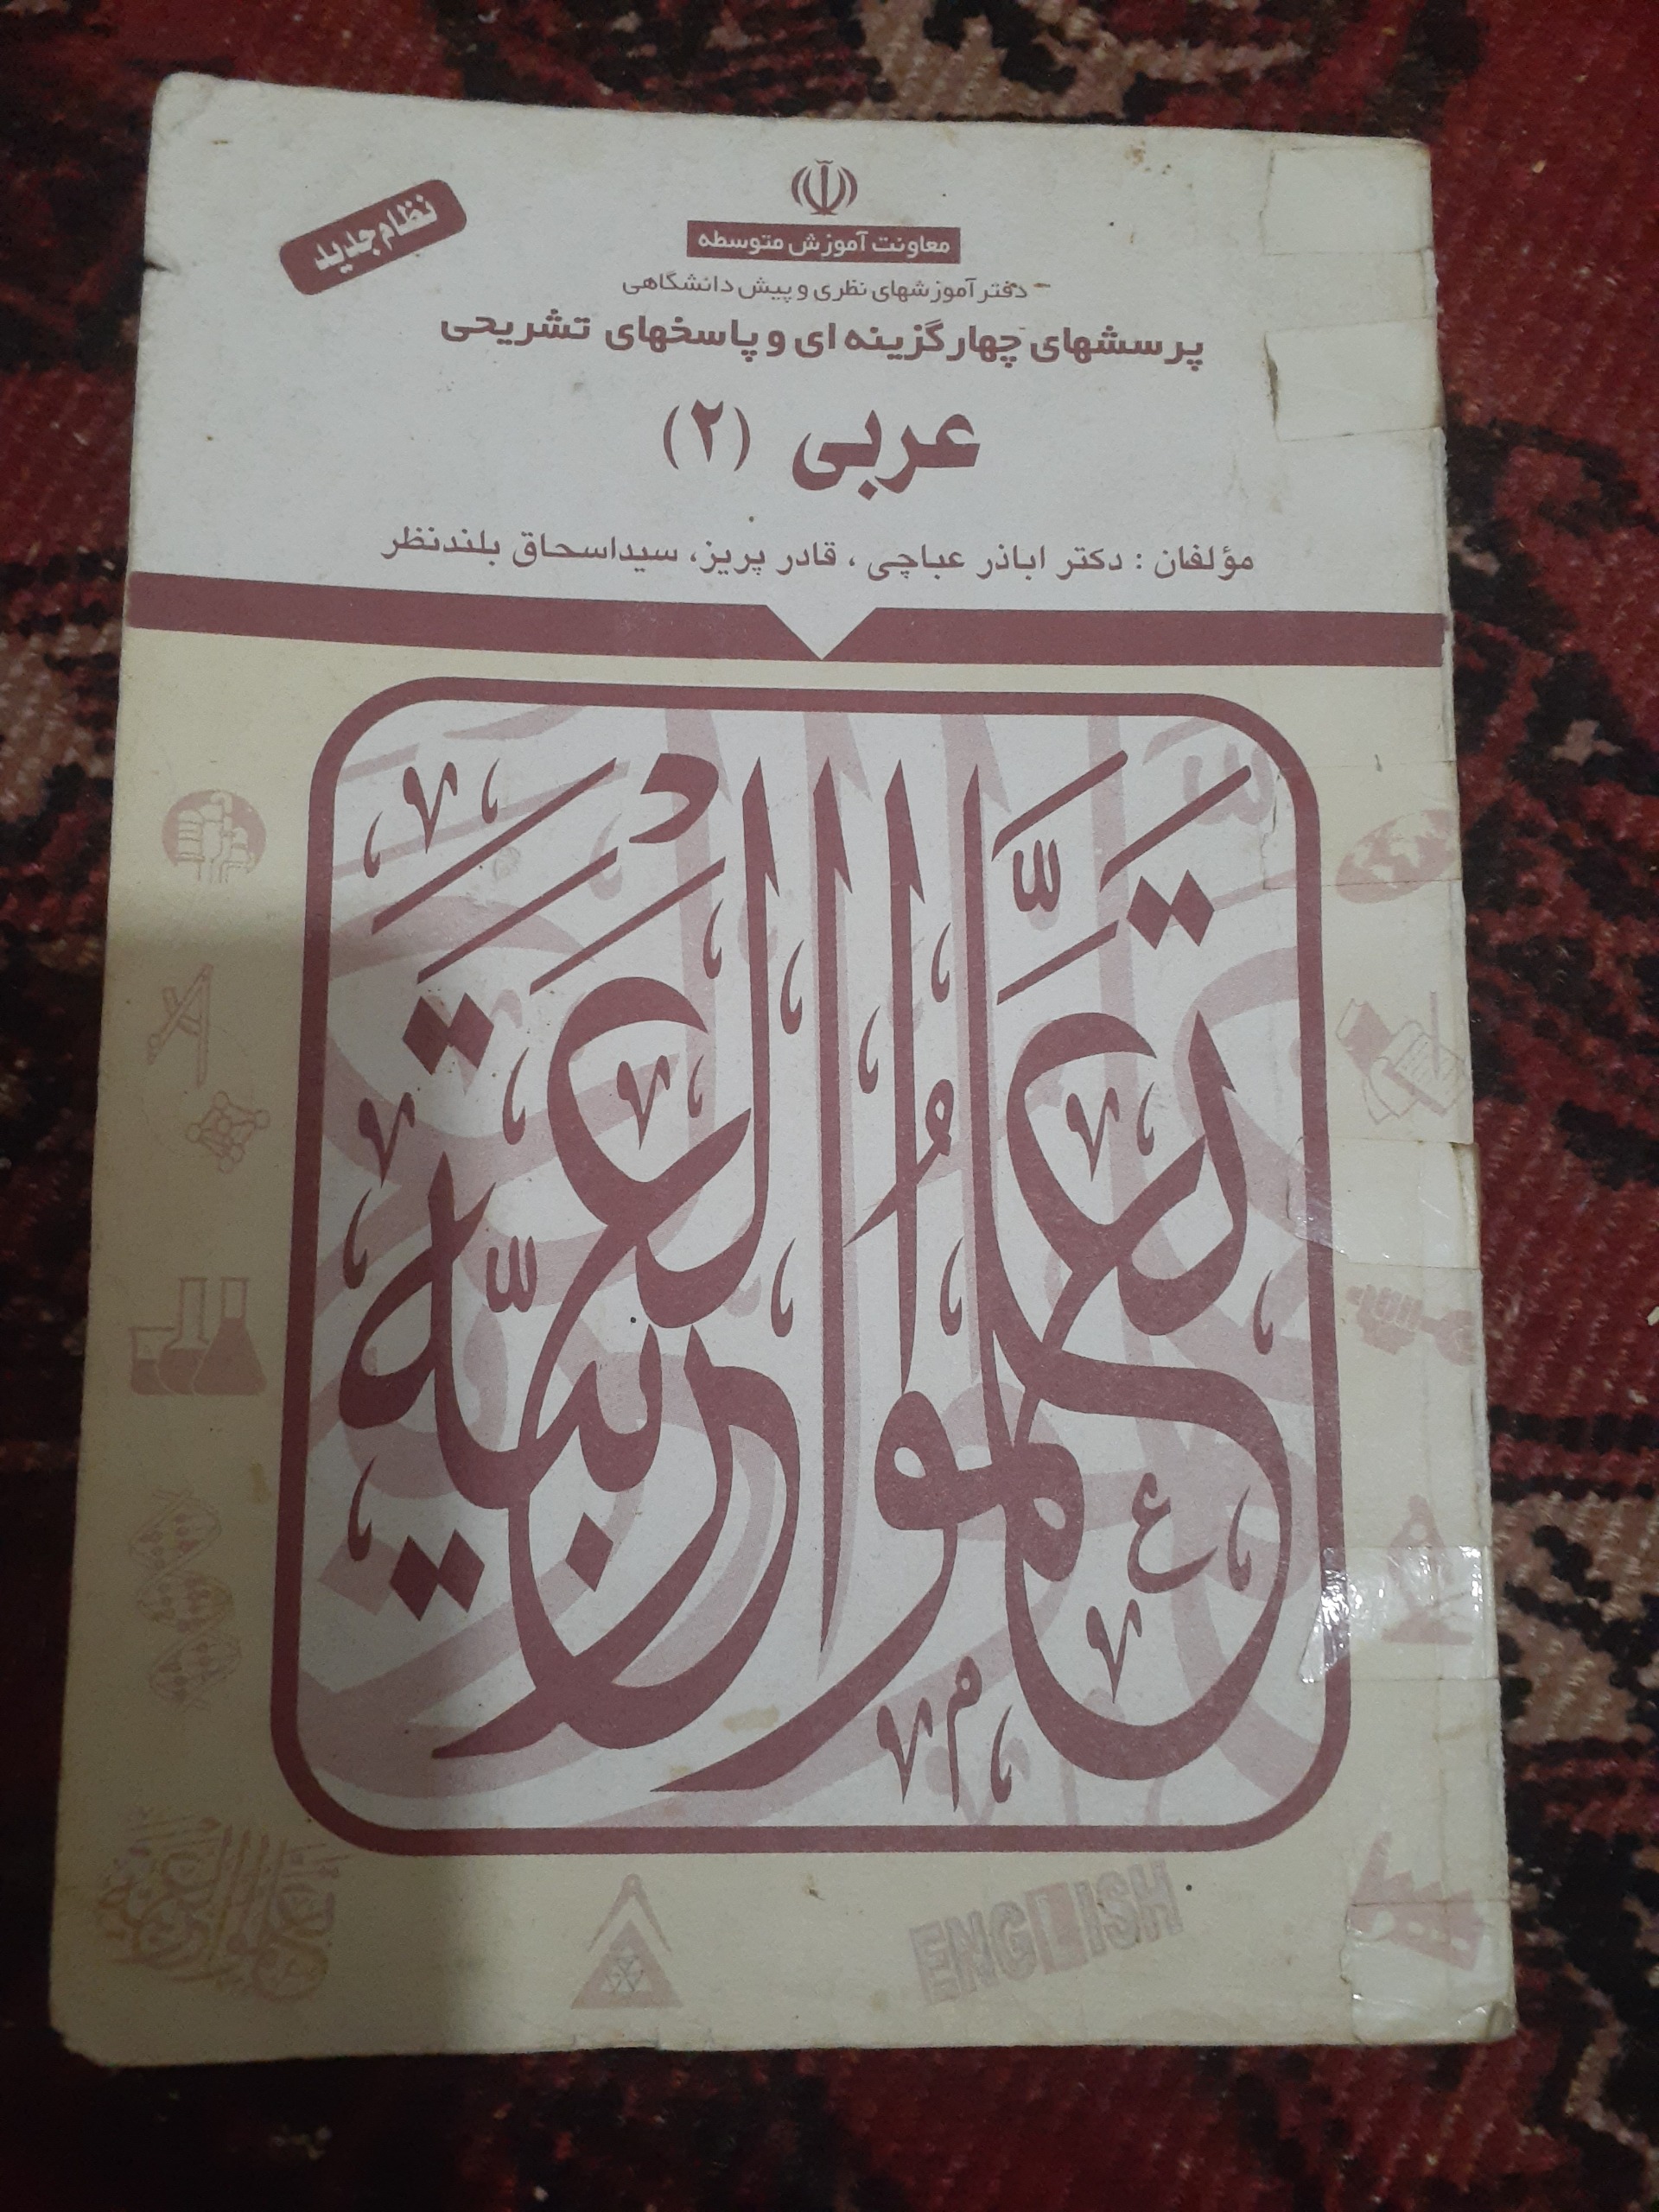 نظام جدید
معاونت آموزش متوسطه
دفتر آموزشهای نظری و پیش دانشگاهی
پرسشهای چهارگزینه ای و پاسخهای تشریحی
عربی (۲)
مؤلفان : دکتر اباذر عباچی ، قادر پریز، سیداسحاق بلندنظر
تعلموا العربیة
ENGLISH